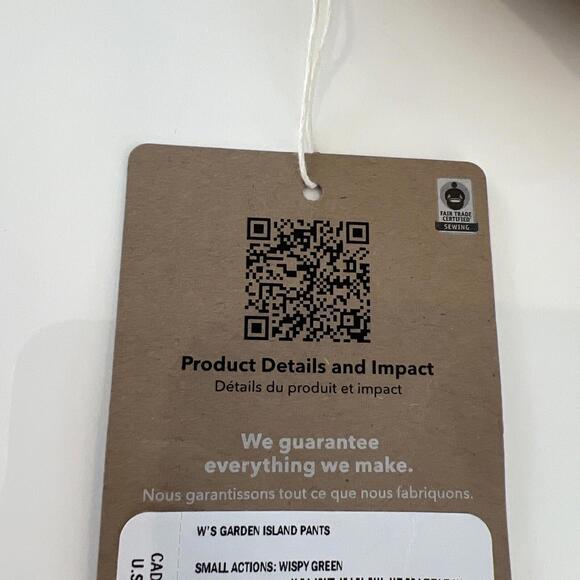 FAIR TRADE
CERTIFIED
SEWING
Product Details and Impact
Détails du produit et impact
We guarantee
everything we make.
Nous garantissons tout ce que nous fabriquons.
W'S GARDEN ISLAND PANTS
SMALL ACTIONS: WISPY GREEN
CAD
U.S